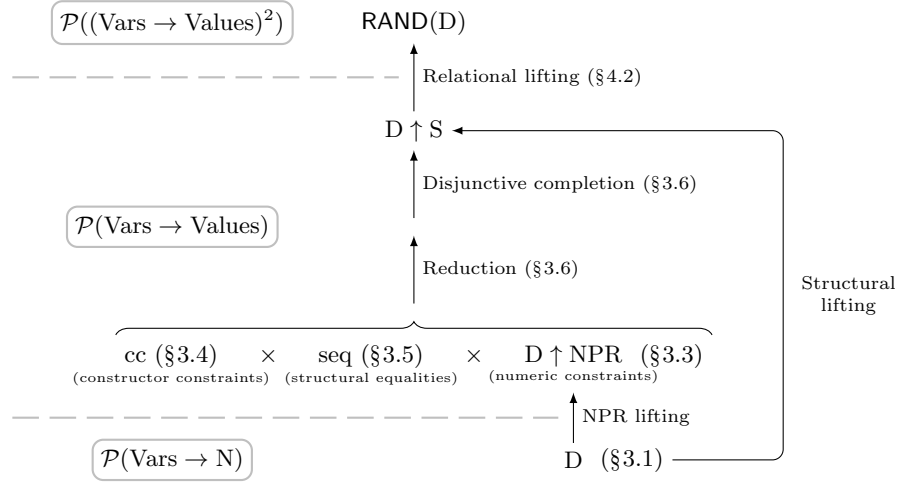 𝒫((Vars → Values)²) RAND(D)
Relational lifting (§4.2)
D ↑ S
Disjunctive completion (§3.6)
𝒫(Vars → Values)
Reduction (§3.6)
Structural
lifting
cc (§3.4) × seq (§3.5) × D ↑ NPR (§3.3)
(constructor constraints) (structural equalities) (numeric constraints)
NPR lifting
𝒫(Vars → N) D (§3.1)